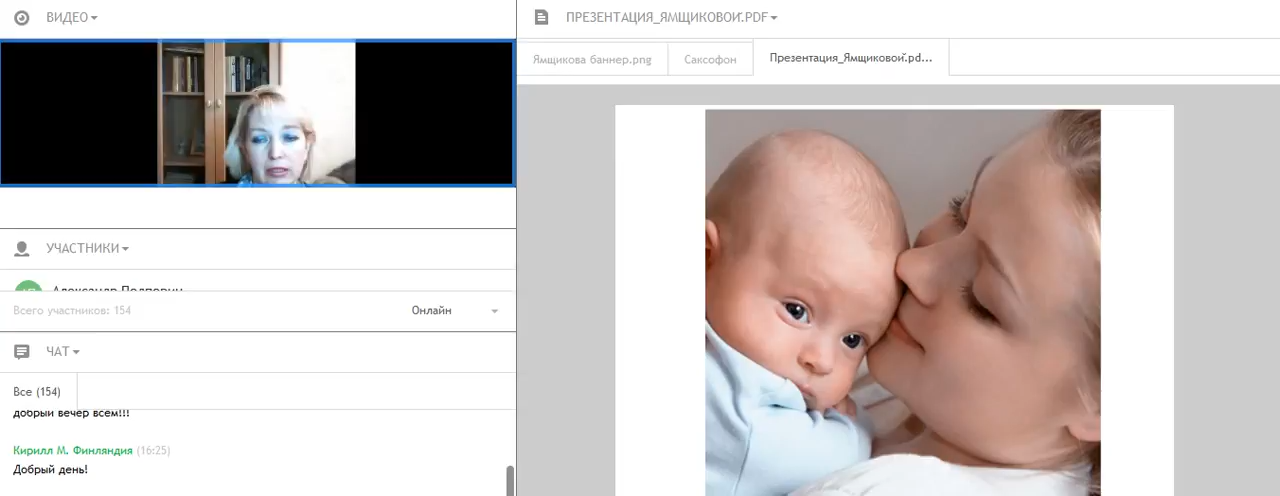 ВИДЕО
УЧАСТНИКИ
Всего участников: 154
Онлайн
ЧАТ
Все (154)
добрый вечер всем!!!
Кирилл М. Финляндия (16:25)
Добрый день!
ПРЕЗЕНТАЦИЯ_ЯМЩИКОВОЙ.PDF
Ямщикова баннер.png
Саксофон
Презентация_Ямщиковой.pd...